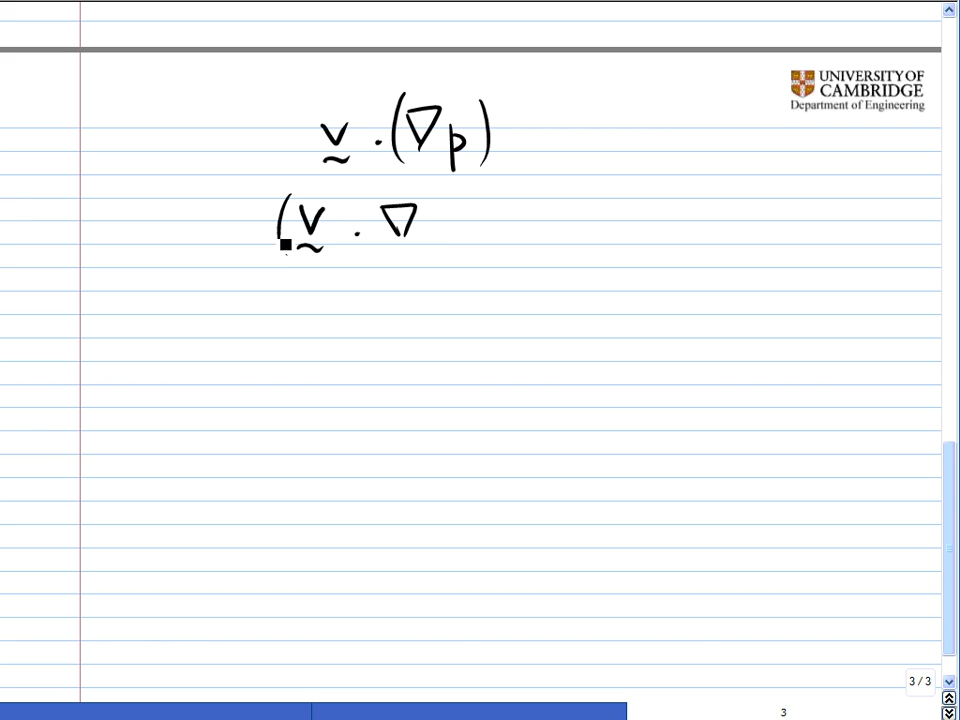 UNIVERSITY OF
CAMBRIDGE
Department of Engineering
v̰ . (∇p)
(v̰ . ∇
3 / 3
3